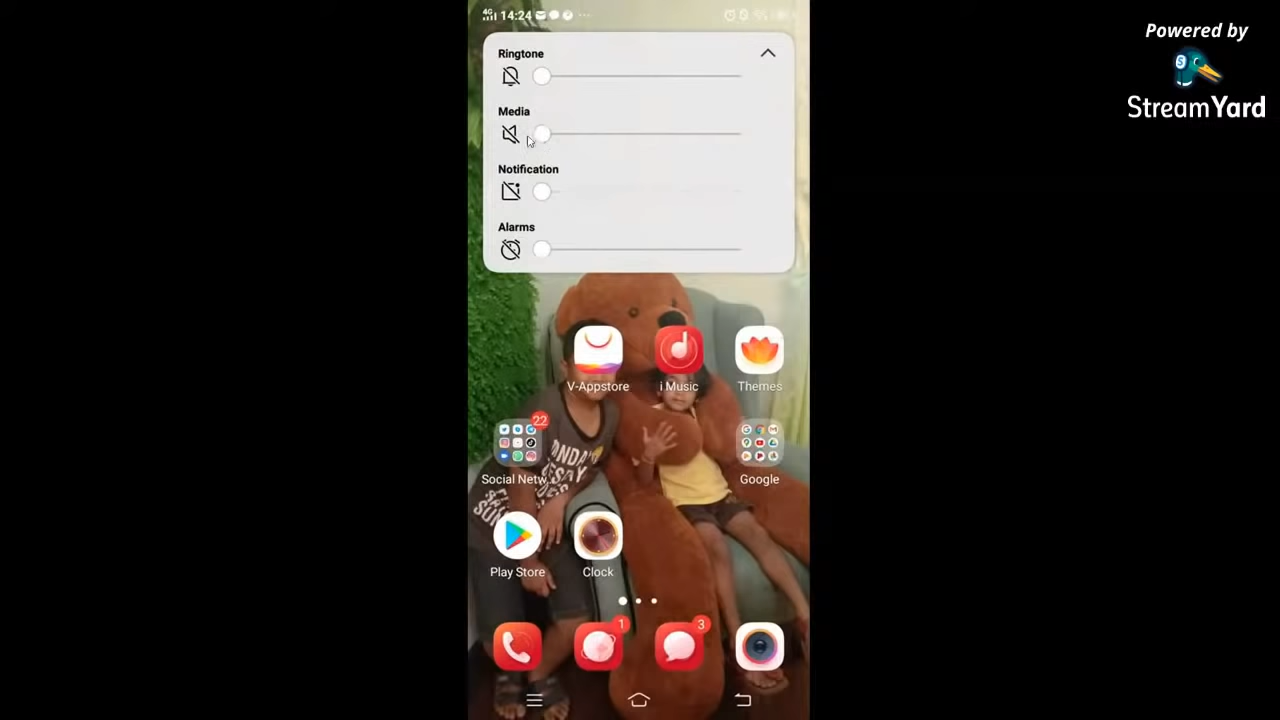 Powered by
StreamYard
4G 14:24
Ringtone
Media
Notification
Alarms
V-Appstore
i Music
Themes
22
Social Netw...
Google
Play Store
Clock
1
3